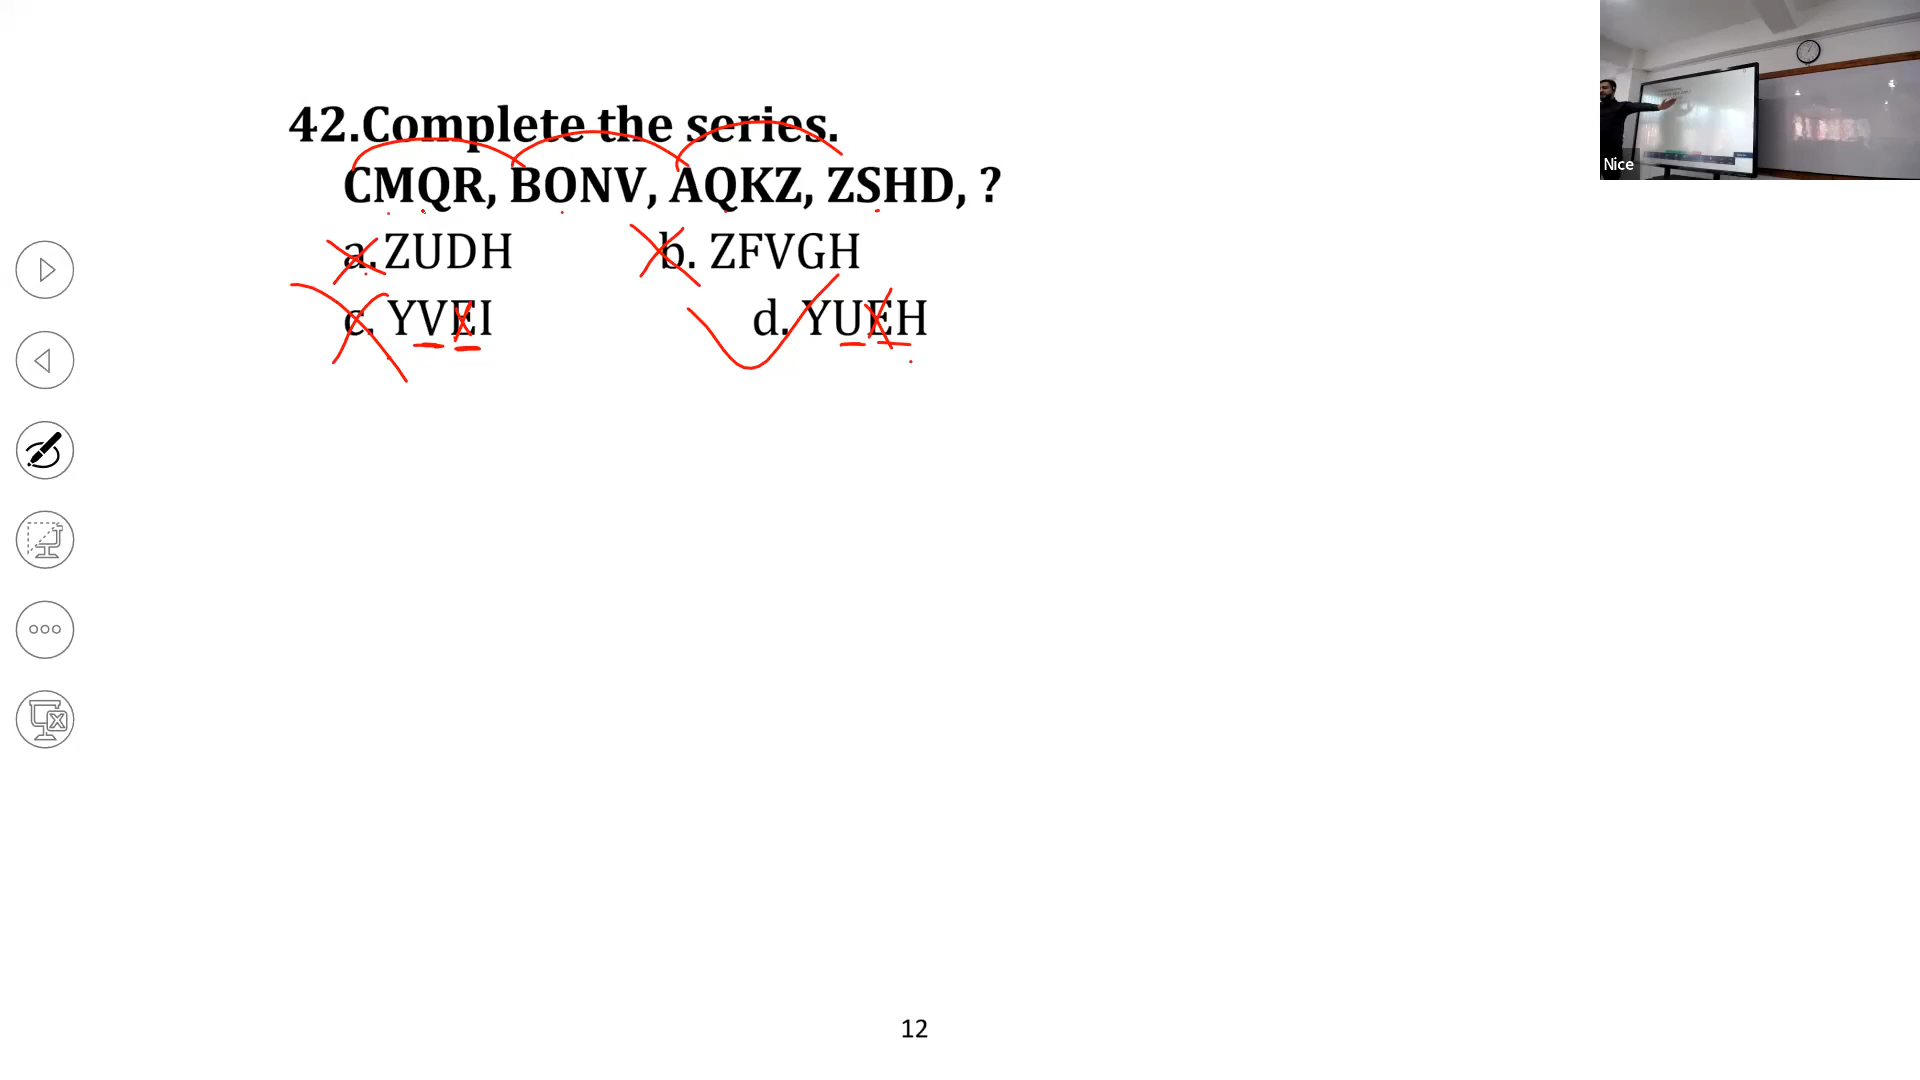 42.Complete the series.
CMQR, BONV, AQKZ, ZSHD, ?
a. ZUDH b. ZFVGH
c. YVEI d. YUEH
12
Nice